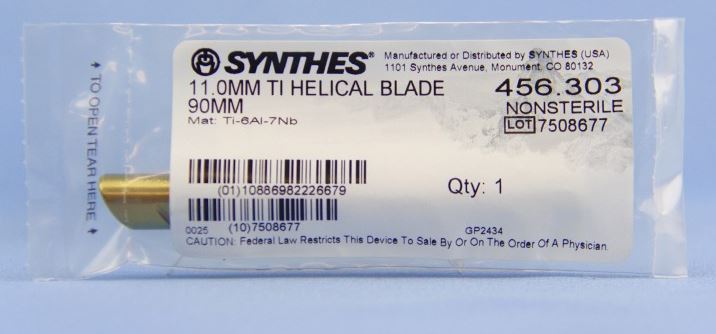 TO OPEN TEAR HERE
SYNTHES® Manufactured or Distributed by SYNTHES (USA)
1101 Synthes Avenue, Monument, CO 80132
11.0MM TI HELICAL BLADE 456.303
90MM NONSTERILE
Mat: Ti-6Al-7Nb LOT 7508677
(01)10886982226679 Qty: 1
0025 (10)7508677 GP2434
CAUTION: Federal Law Restricts This Device To Sale By Or On The Order Of A Physician.